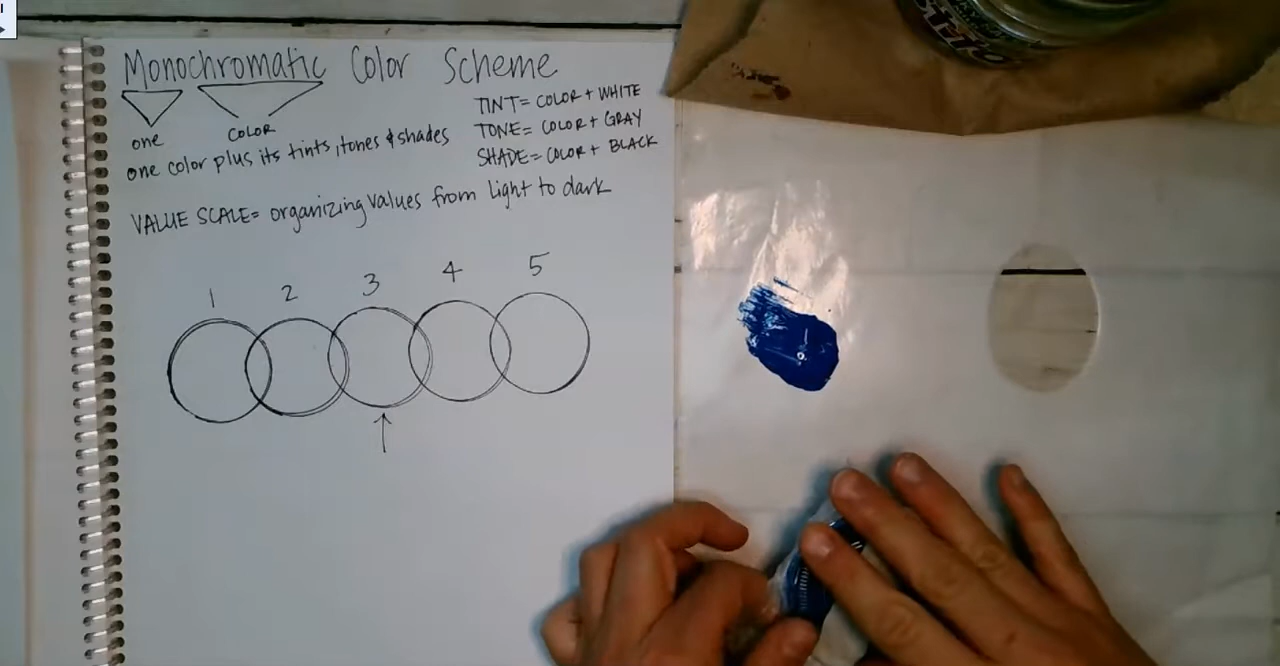 Monochromatic Color Scheme
one COLOR
one color plus its tints, tones & shades
TINT= COLOR + WHITE
TONE= COLOR + GRAY
SHADE= COLOR + BLACK
VALUE SCALE= organizing values from light to dark
1 2 3 4 5